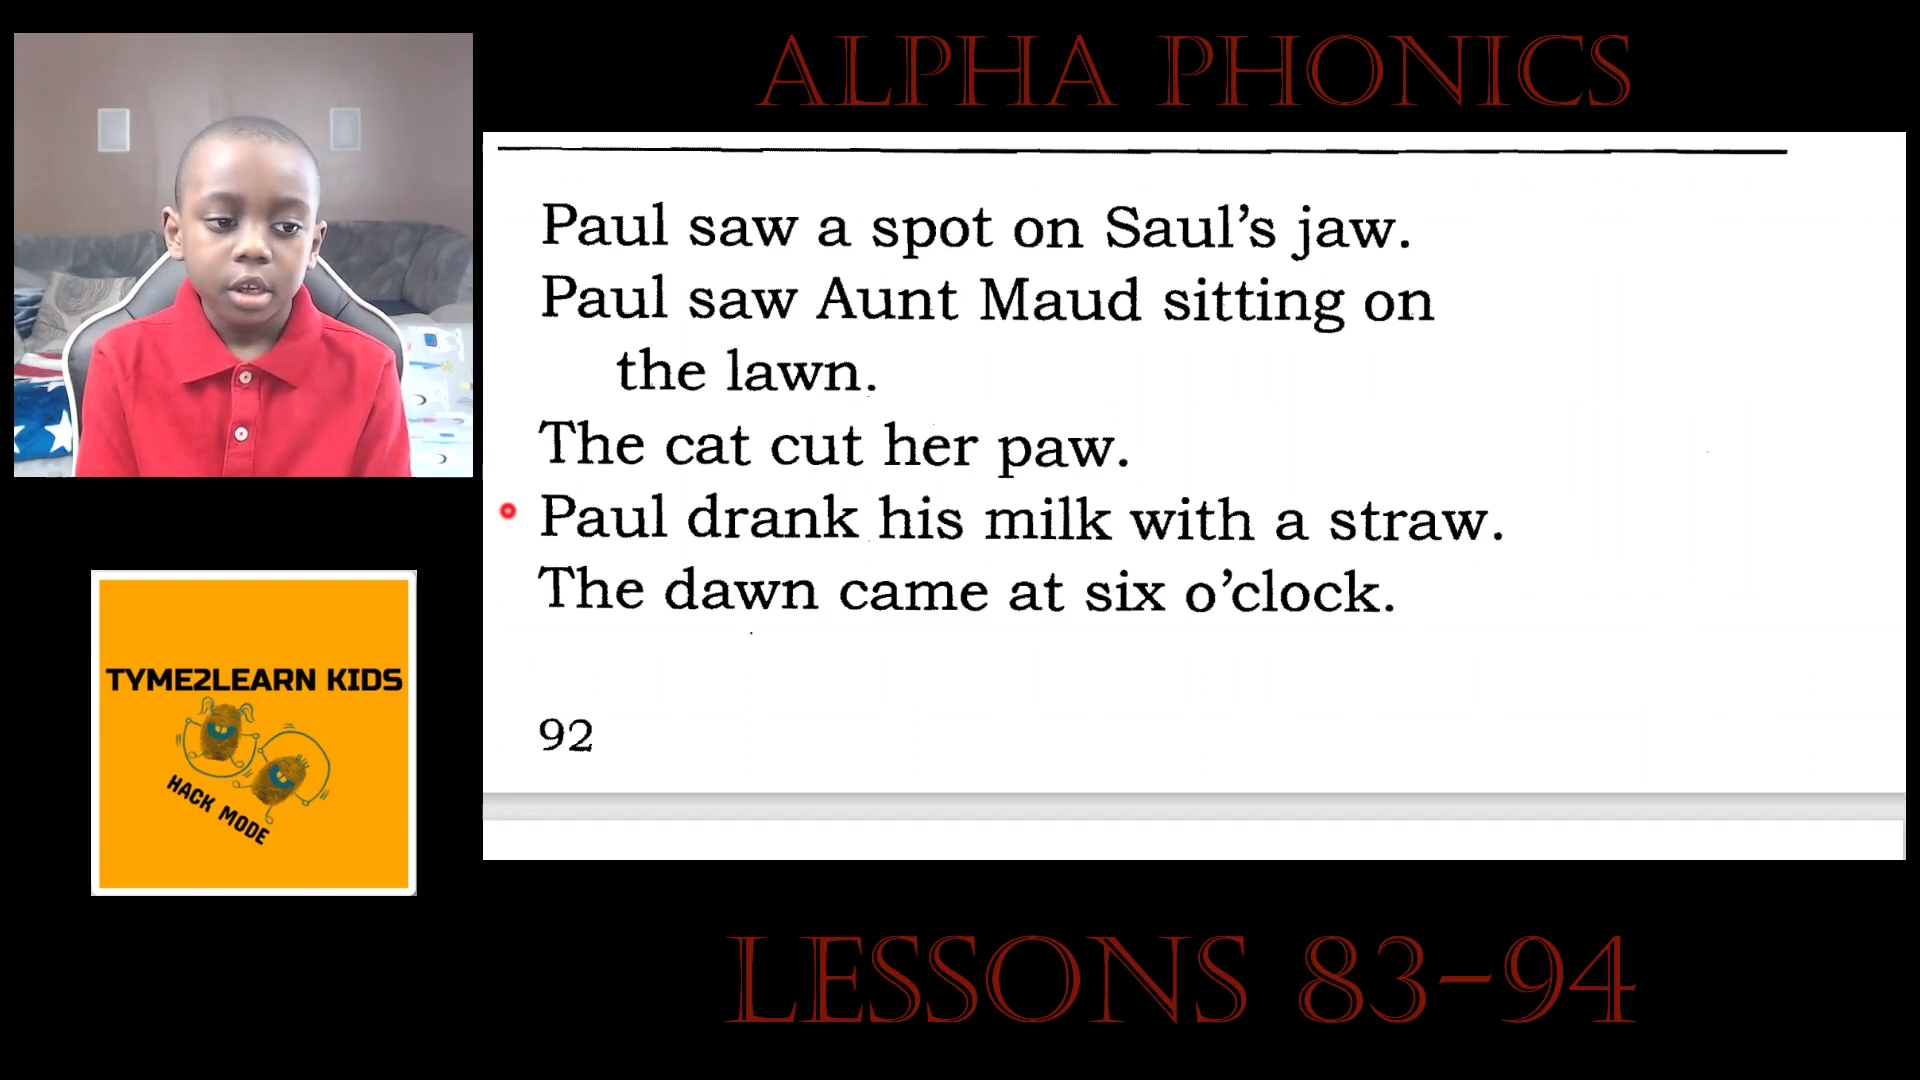 ALPHA PHONICS
Paul saw a spot on Saul's jaw.
Paul saw Aunt Maud sitting on
the lawn.
The cat cut her paw.
Paul drank his milk with a straw.
The dawn came at six o'clock.
92
TYME2LEARN KIDS
HACK MODE
LESSONS 83-94